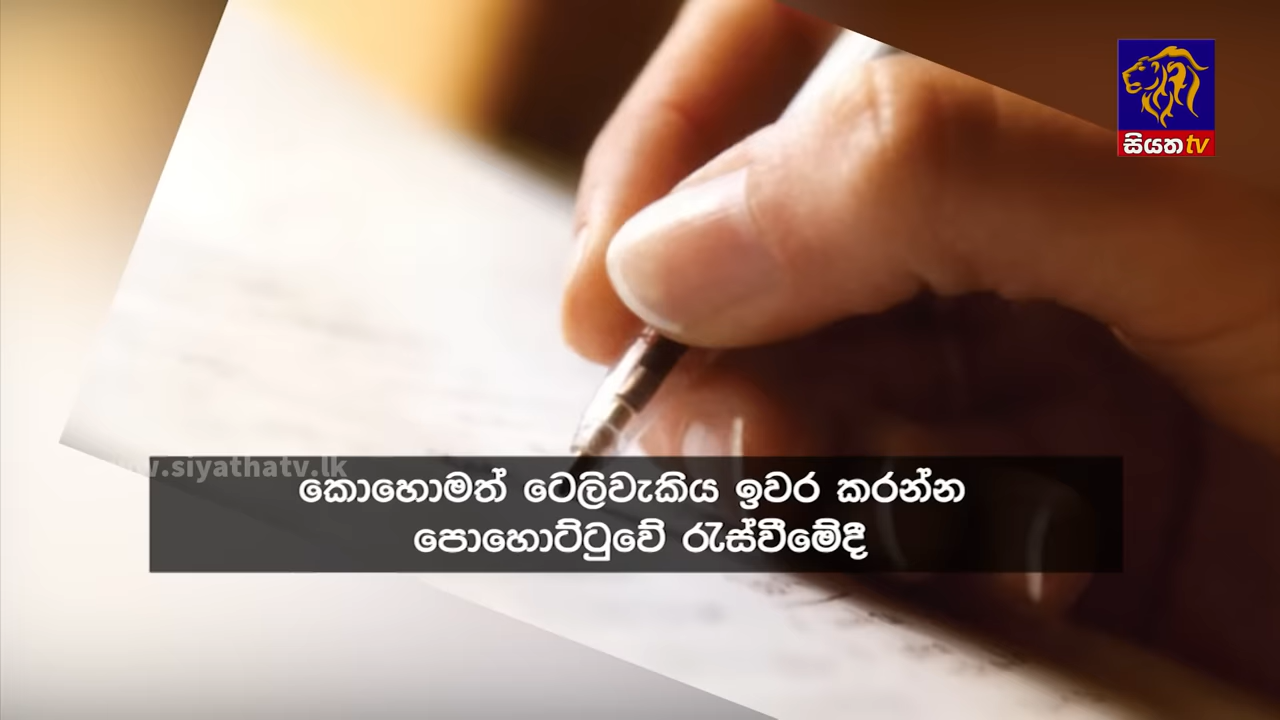 සියත tv
www.siyathatv.lk
කොහොමත් ටෙලිවැකිය ඉවර කරන්න
පොහොට්ටුවේ රැස්වීමේදී